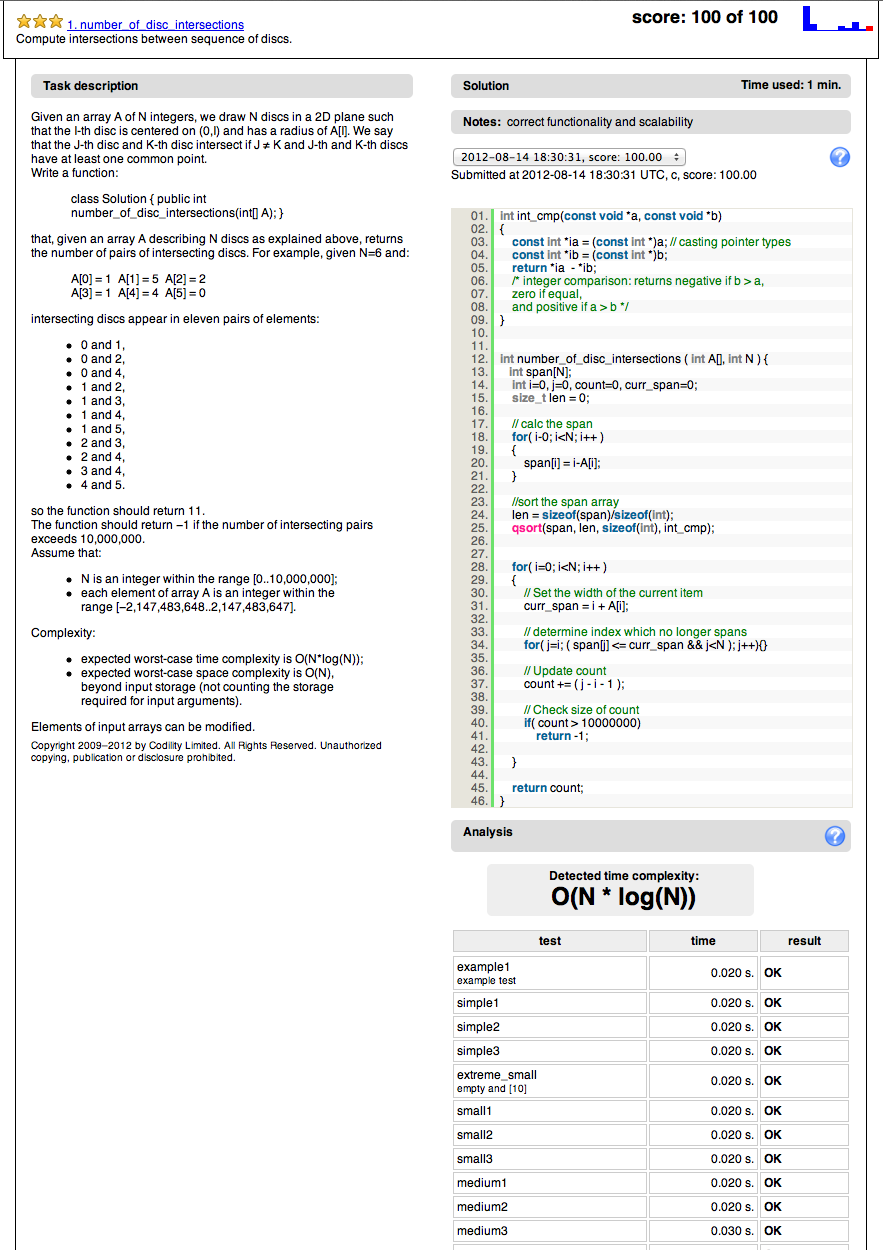 1. number_of_disc_intersections
score: 100 of 100
Compute intersections between sequence of discs.
Task description
Given an array A of N integers, we draw N discs in a 2D plane such
that the I-th disc is centered on (0,I) and has a radius of A[I]. We say
that the J-th disc and K-th disc intersect if J ≠ K and J-th and K-th discs
have at least one common point.
Write a function:
class Solution { public int
number_of_disc_intersections(int[] A); }
that, given an array A describing N discs as explained above, returns
the number of pairs of intersecting discs. For example, given N=6 and:
A[0] = 1 A[1] = 5 A[2] = 2
A[3] = 1 A[4] = 4 A[5] = 0
intersecting discs appear in eleven pairs of elements:
• 0 and 1,
• 0 and 2,
• 0 and 4,
• 1 and 2,
• 1 and 3,
• 1 and 4,
• 1 and 5,
• 2 and 3,
• 2 and 4,
• 3 and 4,
• 4 and 5.
so the function should return 11.
The function should return −1 if the number of intersecting pairs
exceeds 10,000,000.
Assume that:
• N is an integer within the range [0..10,000,000];
• each element of array A is an integer within the
range [−2,147,483,648..2,147,483,647].
Complexity:
• expected worst-case time complexity is O(N*log(N));
• expected worst-case space complexity is O(N),
beyond input storage (not counting the storage
required for input arguments).
Elements of input arrays can be modified.
Copyright 2009–2012 by Codility Limited. All Rights Reserved. Unauthorized
copying, publication or disclosure prohibited.
Solution
Time used: 1 min.
Notes: correct functionality and scalability
2012-08-14 18:30:31, score: 100.00
?
Submitted at 2012-08-14 18:30:31 UTC, c, score: 100.00
01. int int_cmp(const void *a, const void *b)
02. {
03. const int *ia = (const int *)a; // casting pointer types
04. const int *ib = (const int *)b;
05. return *ia - *ib;
06. /* integer comparison: returns negative if b > a,
07. zero if equal,
08. and positive if a > b */
09. }
10.
11.
12. int number_of_disc_intersections ( int A[], int N ) {
13. int span[N];
14. int i=0, j=0, count=0, curr_span=0;
15. size_t len = 0;
16.
17. // calc the span
18. for( i-0; i<N; i++ )
19. {
20. span[i] = i-A[i];
21. }
22.
23. //sort the span array
24. len = sizeof(span)/sizeof(int);
25. qsort(span, len, sizeof(int), int_cmp);
26.
27.
28. for( i=0; i<N; i++ )
29. {
30. // Set the width of the current item
31. curr_span = i + A[i];
32.
33. // determine index which no longer spans
34. for( j=i; ( span[j] <= curr_span && j<N ); j++){}
35.
36. // Update count
37. count += ( j - i - 1 );
38.
39. // Check size of count
40. if( count > 10000000)
41. return -1;
42.
43. }
44.
45. return count;
46. }
Analysis
?
Detected time complexity:
O(N * log(N))
test time result
example1
example test
0.020 s. OK
simple1 0.020 s. OK
simple2 0.020 s. OK
simple3 0.020 s. OK
extreme_small
empty and [10]
0.020 s. OK
small1 0.020 s. OK
small2 0.020 s. OK
small3 0.020 s. OK
medium1 0.020 s. OK
medium2 0.020 s. OK
medium3 0.030 s. OK